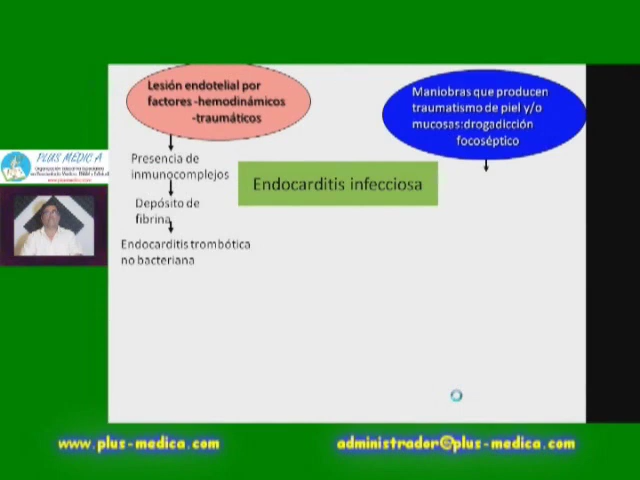 Lesión endotelial por
factores -hemodinámicos
-traumáticos
Maniobras que producen
traumatismo de piel y/o
mucosas:drogadicción
focoséptico
PLUS MEDIC A
Presencia de
inmunocomplejos
Endocarditis infecciosa
Depósito de
fibrina
Endocarditis trombótica
no bacteriana
www.plus-medica.com
administrador@plus-medica.com